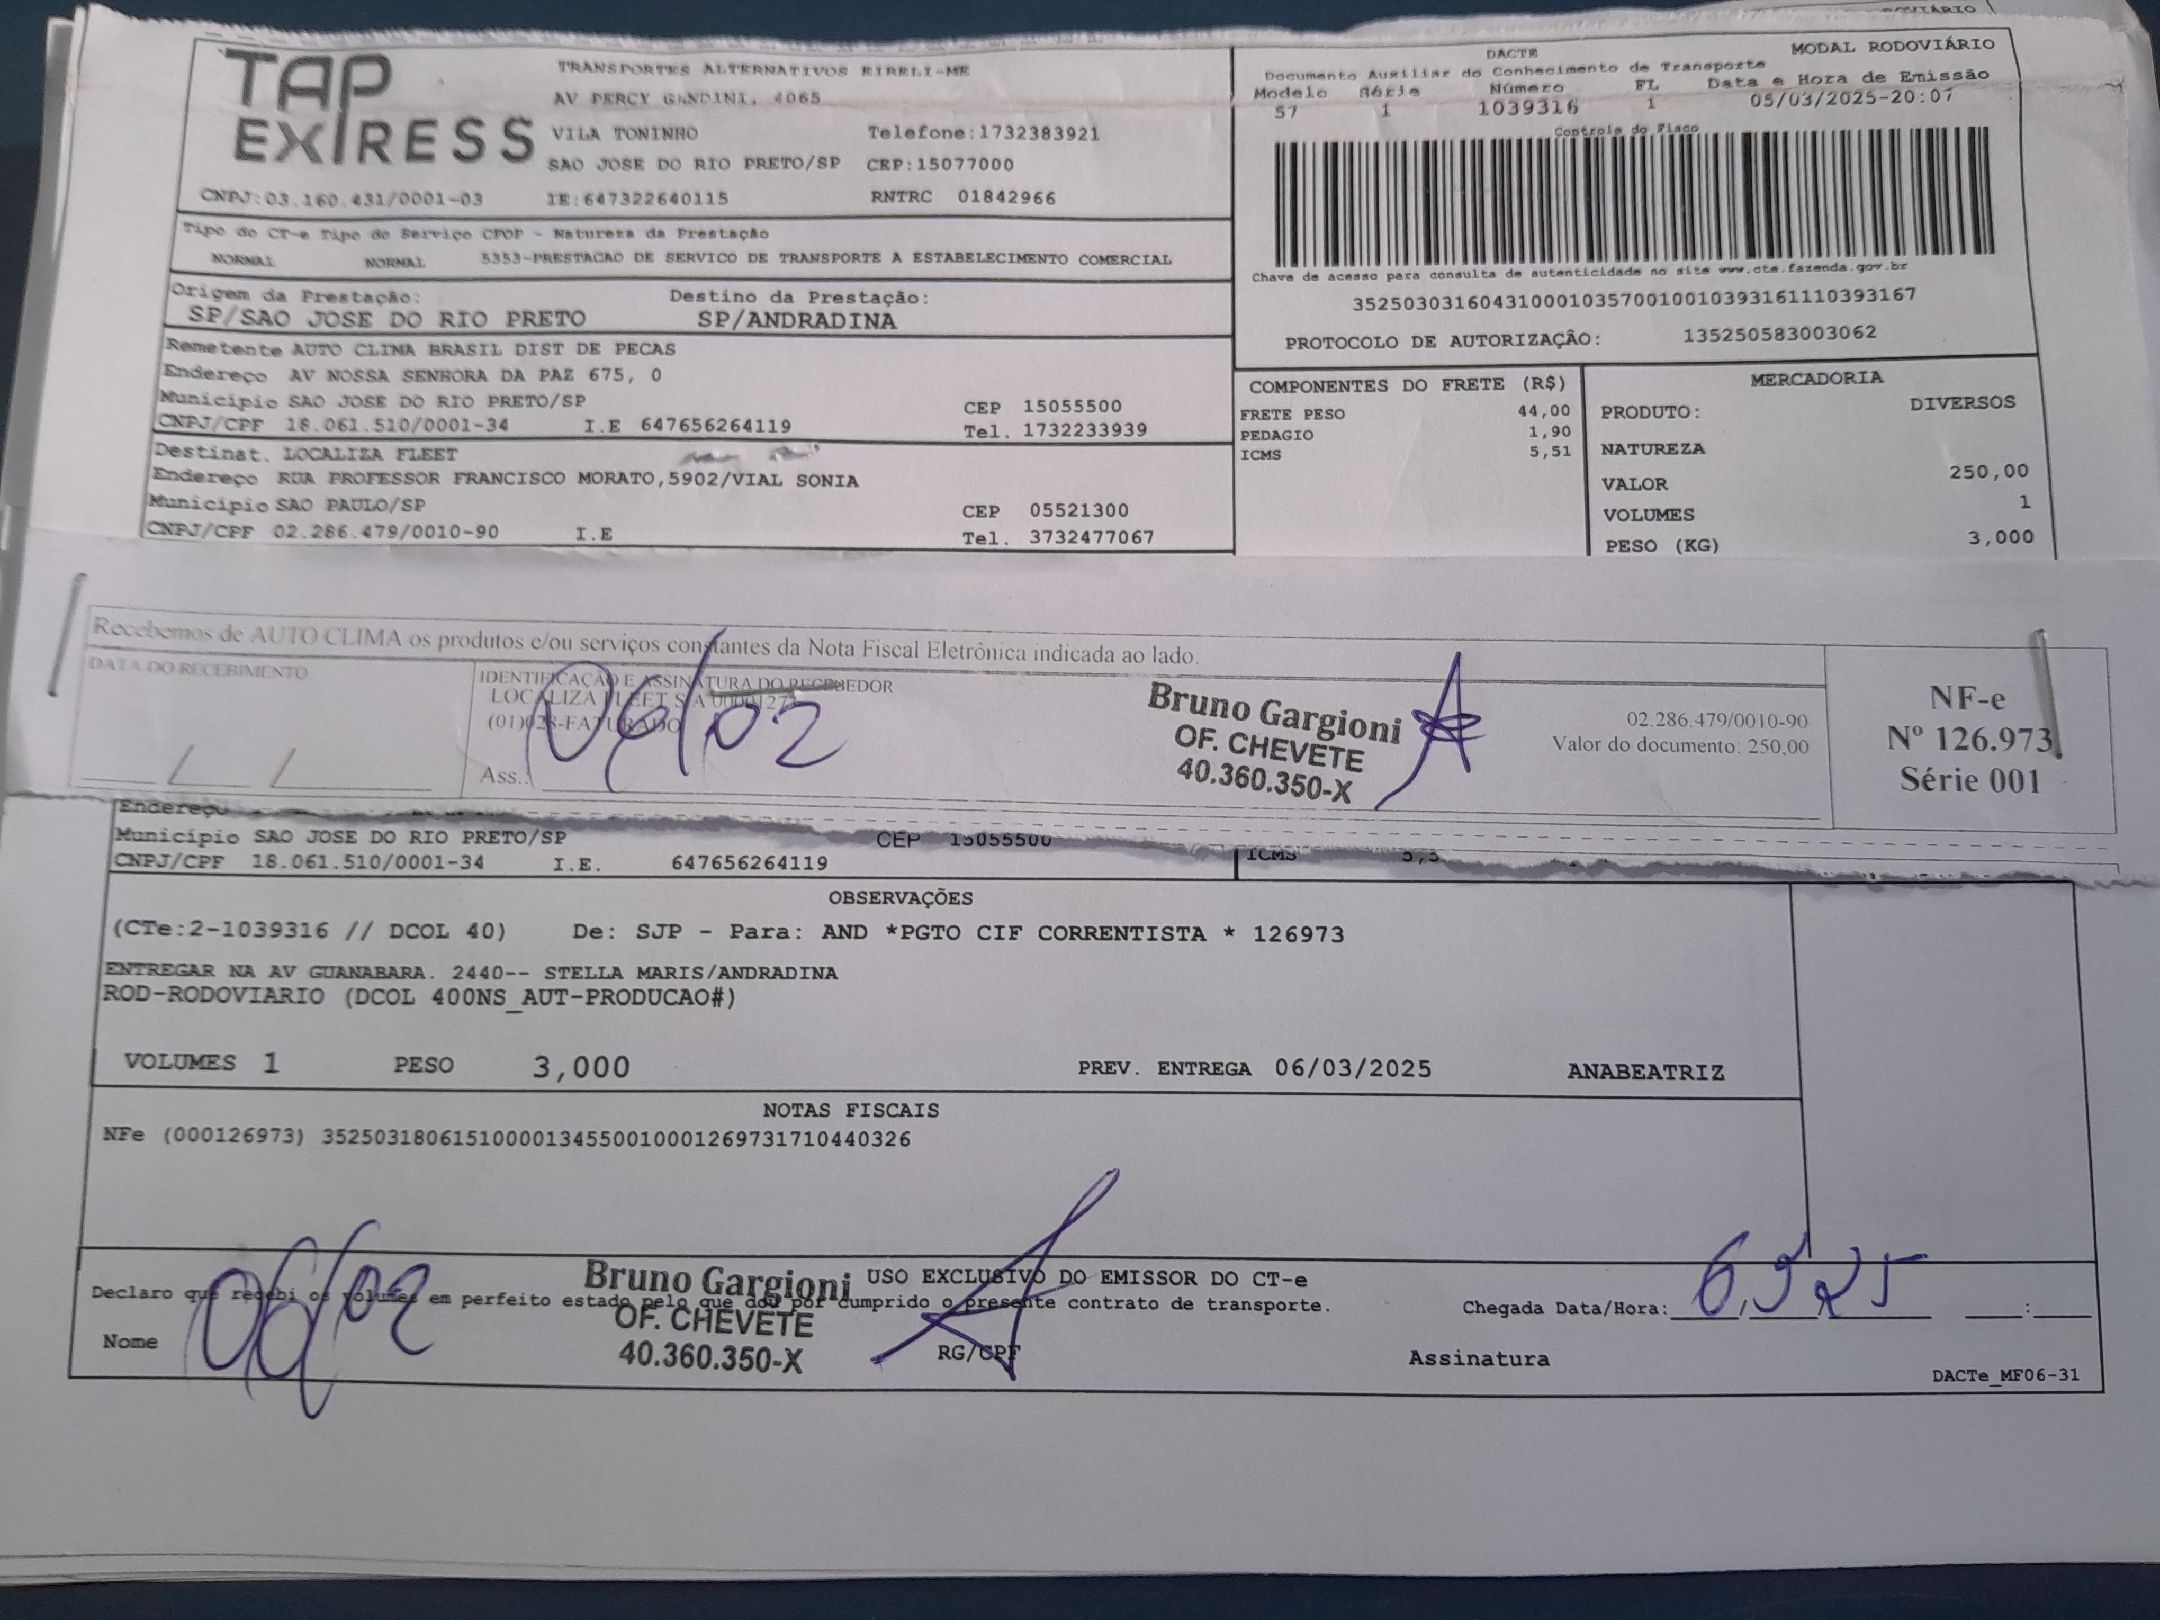 TAP EXPRESS
TRANSPORTES ALTERNATIVOS EIRELI-ME
AV PERCY GANDINI, 4065
VILA TONINHO Telefone:1732383921
SAO JOSE DO RIO PRETO/SP CEP:15077000
CNPJ:03.160.431/0001-03 IE:647322640115 RNTRC 01842966
DACTE MODAL RODOVIÁRIO
Documento Auxiliar do Conhecimento de Transporte
Modelo Série Número FL Data e Hora de Emissão
57 1 1039316 1 05/03/2025-20:07
Controle do Fisco
Chave de acesso para consulta de autenticidade no site www.cte.fazenda.gov.br
35250303160431000103570010010393161110393167
PROTOCOLO DE AUTORIZAÇÃO: 135250583003062
Tipo do CT-e Tipo do Serviço CFOP - Natureza da Prestação
NORMAL NORMAL 5353-PRESTACAO DE SERVICO DE TRANSPORTE A ESTABELECIMENTO COMERCIAL
Origem da Prestação: Destino da Prestação:
SP/SAO JOSE DO RIO PRETO SP/ANDRADINA
Remetente AUTO CLIMA BRASIL DIST DE PECAS
Endereço AV NOSSA SENHORA DA PAZ 675, 0
Município SAO JOSE DO RIO PRETO/SP CEP 15055500
CNPJ/CPF 18.061.510/0001-34 I.E 647656264119 Tel. 1732233939
Destinat. LOCALIZA FLEET
Endereço RUA PROFESSOR FRANCISCO MORATO,5902/VIAL SONIA
Município SAO PAULO/SP CEP 05521300
CNPJ/CPF 02.286.479/0010-90 I.E Tel. 3732477067
COMPONENTES DO FRETE (R$)
FRETE PESO 44,00
PEDAGIO 1,90
ICMS 5,51
MERCADORIA
PRODUTO: DIVERSOS
NATUREZA
VALOR 250,00
VOLUMES 1
PESO (KG) 3,000
Recebemos de AUTO CLIMA os produtos e/ou serviços constantes da Nota Fiscal Eletrônica indicada ao lado.
DATA DO RECEBIMENTO
IDENTIFICAÇÃO E ASSINATURA DO RECEBEDOR
LOCALIZA FLEET S/A
FATURADO
06/02
Ass.:
Bruno Gargioni
OF. CHEVETE
40.360.350-X
02.286.479/0010-90
Valor do documento: 250,00
NF-e
Nº 126.973
Série 001
Endereço
Município SAO JOSE DO RIO PRETO/SP CEP 15055500
CNPJ/CPF 18.061.510/0001-34 I.E. 647656264119
ICMS 5,5
OBSERVAÇÕES
(CTe:2-1039316 // DCOL 40) De: SJP - Para: AND *PGTO CIF CORRENTISTA * 126973
ENTREGAR NA AV GUANABARA. 2440-- STELLA MARIS/ANDRADINA
ROD-RODOVIARIO (DCOL 400NS_AUT-PRODUCAO#)
VOLUMES 1 PESO 3,000 PREV. ENTREGA 06/03/2025 ANABEATRIZ
NOTAS FISCAIS
NFe (000126973) 35250318061510000134550010001269731710440326
USO EXCLUSIVO DO EMISSOR DO CT-e
Declaro que recebi os volumes em perfeito estado pelo que dou por cumprido o presente contrato de transporte.
Chegada Data/Hora: 6 3 25
Nome 06/02
Bruno Gargioni
OF. CHEVETE
40.360.350-X
RG/CPF
Assinatura
DACTe_MF06-31